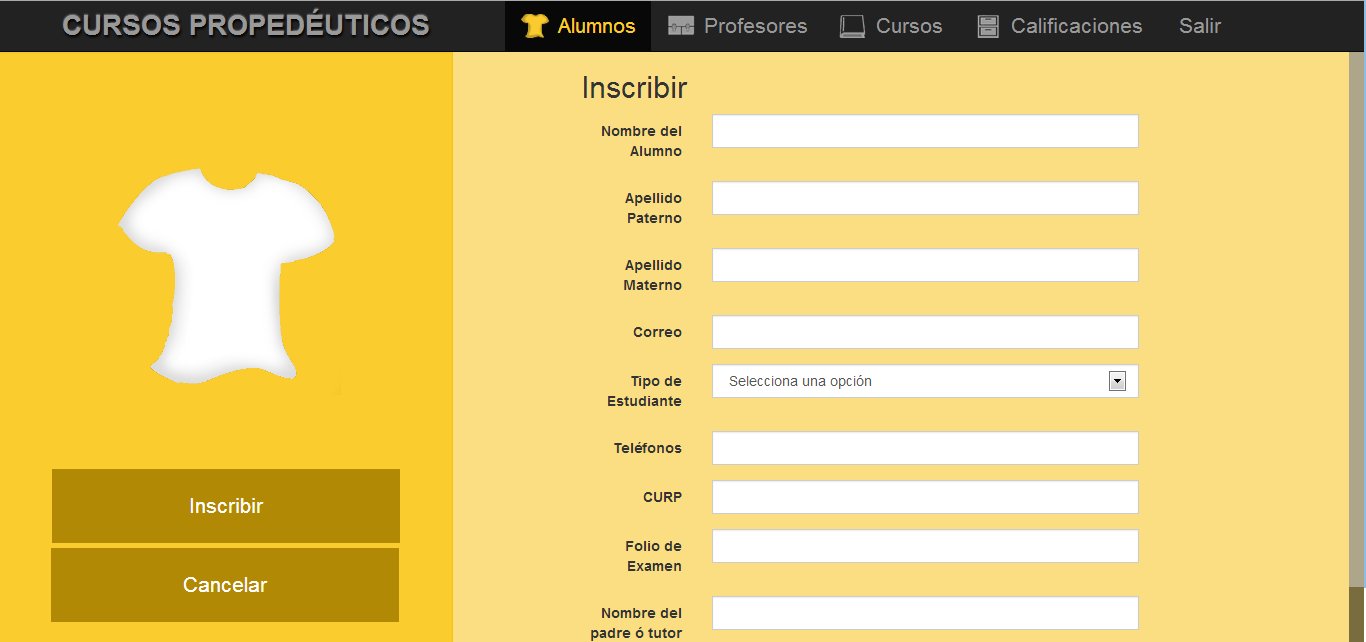 CURSOS PROPEDÉUTICOS
Alumnos
Profesores
Cursos
Calificaciones
Salir
Inscribir
Nombre del
Alumno
Apellido
Paterno
Apellido
Materno
Correo
Tipo de
Estudiante
Selecciona una opción
Teléfonos
CURP
Folio de
Examen
Nombre del
padre ó tutor
Inscribir
Cancelar